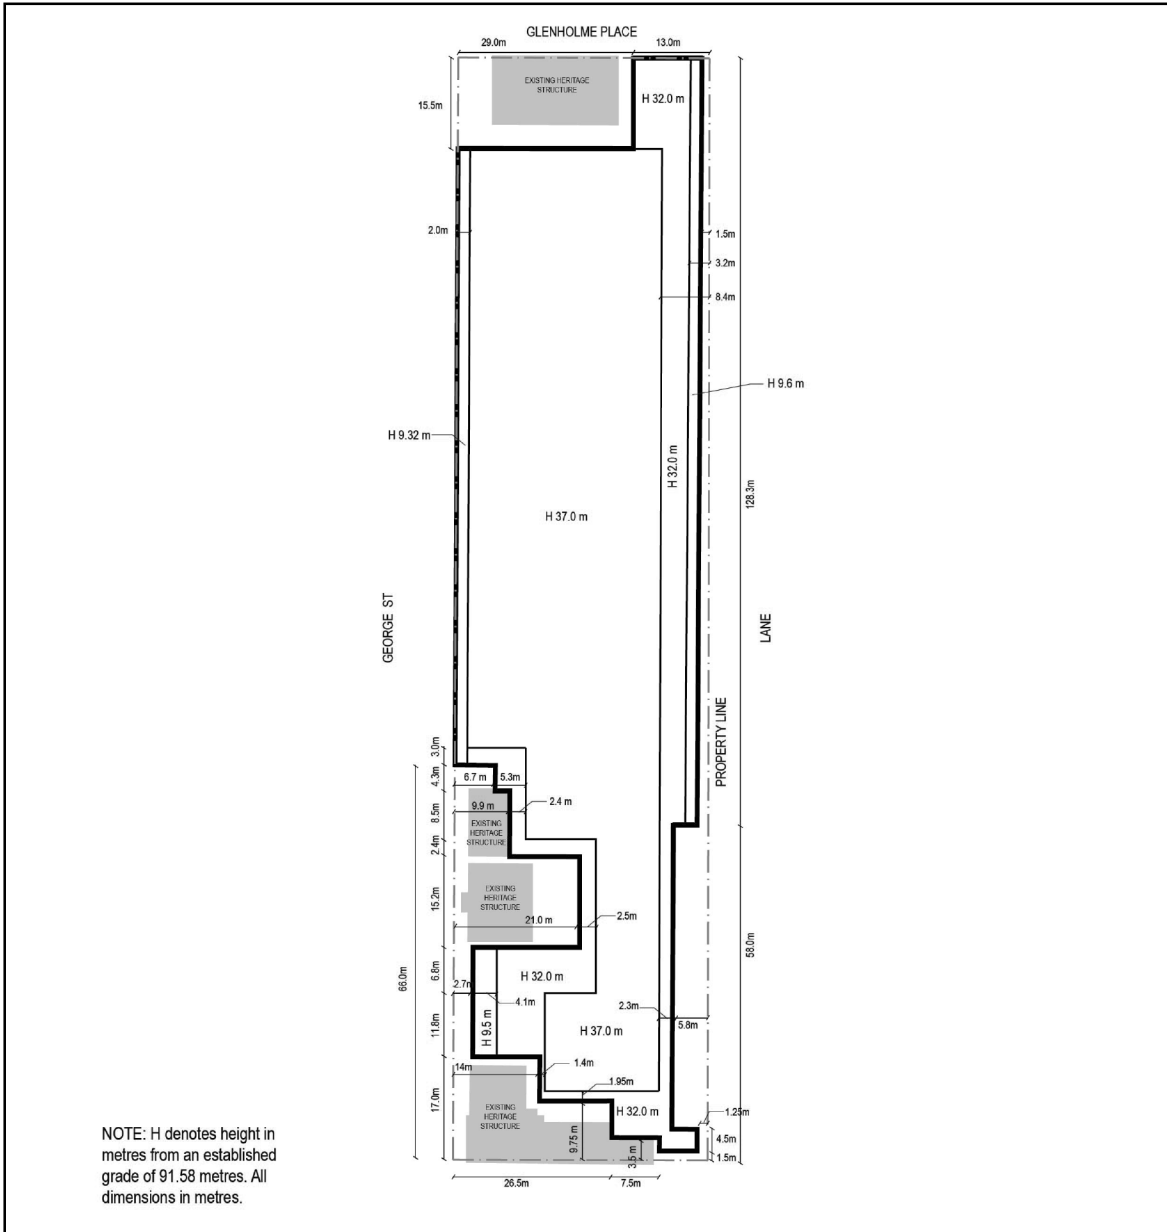 GLENHOLME PLACE
29.0m
13.0m
EXISTING HERITAGE
STRUCTURE
H 32.0 m
15.5m
2.0m
1.5m
3.2m
8.4m
H 9.6 m
H 9.32 m
H 32.0 m
128.3m
H 37.0 m
GEORGE ST
LANE
PROPERTY LINE
3.0m
4.3m
6.7 m
5.3m
8.5m
9.9 m
2.4 m
EXISTING
HERITAGE
STRUCTURE
2.4m
15.2m
EXISTING
HERITAGE
STRUCTURE
21.0 m
2.5m
66.0m
58.0m
6.8m
H 32.0 m
2.7m
4.1m
2.3m
5.8m
11.8m
H 9.5 m
H 37.0 m
14m
1.4m
1.95m
17.0m
EXISTING
HERITAGE
STRUCTURE
H 32.0 m
1.25m
9.75 m
3.5 m
4.5m
1.5m
26.5m
7.5m
NOTE: H denotes height in
metres from an established
grade of 91.58 metres. All
dimensions in metres.